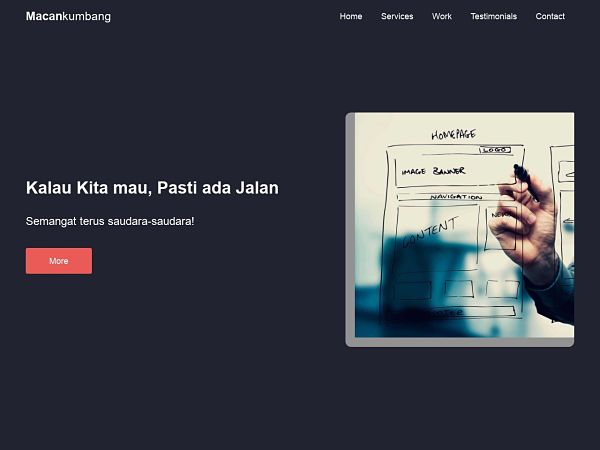 Macankumbang
Home Services Work Testimonials Contact
HOMEPAGE
LOGO
IMAGE BANNER
NAVIGATION
Kalau Kita mau, Pasti ada Jalan
CONTENT
Semangat terus saudara-saudara!
More